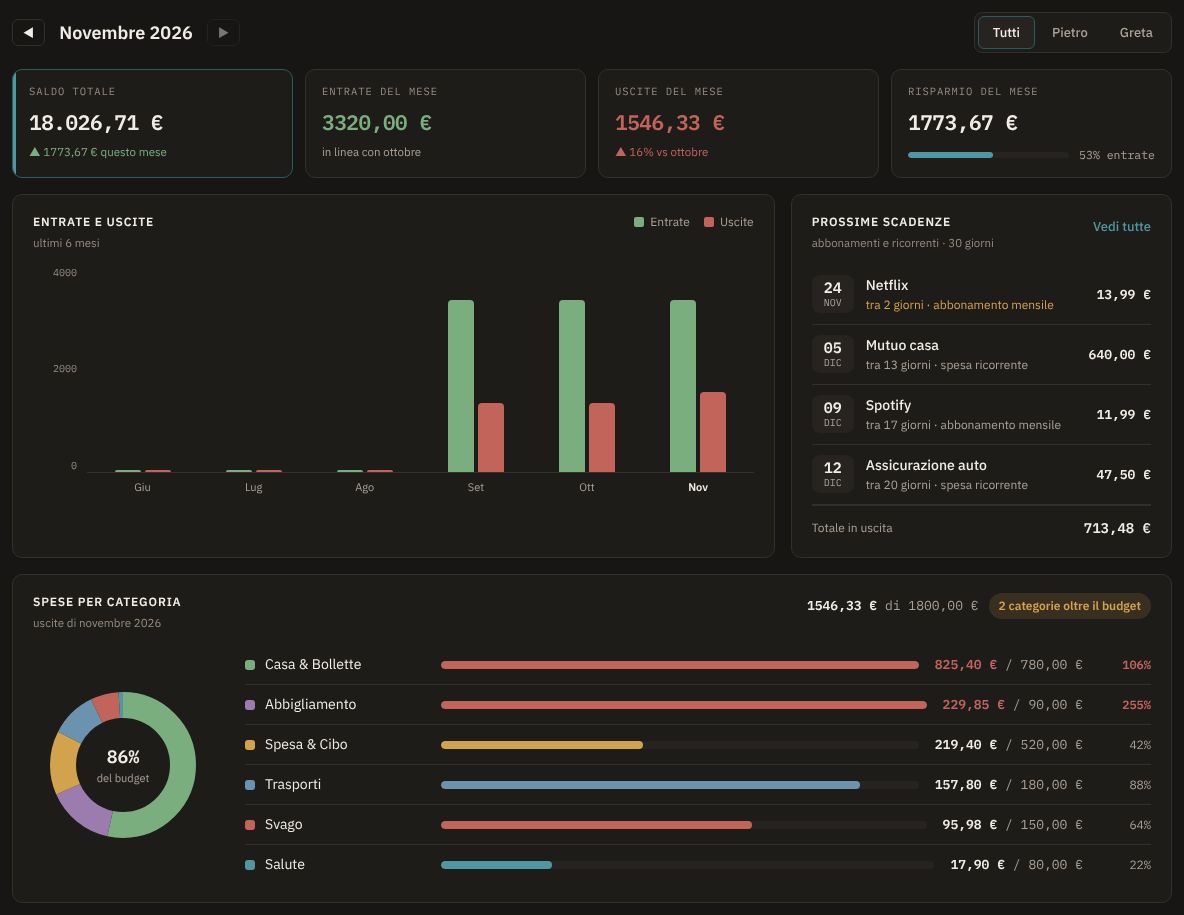 ◀ Novembre 2026 ▶
Tutti Pietro Greta
SALDO TOTALE
18.026,71 €
▲ 1773,67 € questo mese
ENTRATE DEL MESE
3320,00 €
in linea con ottobre
USCITE DEL MESE
1546,33 €
▲ 16% vs ottobre
RISPARMIO DEL MESE
1773,67 €
53% entrate
ENTRATE E USCITE
ultimi 6 mesi
Entrate Uscite
4000
2000
0
Giu Lug Ago Set Ott Nov
PROSSIME SCADENZE
abbonamenti e ricorrenti · 30 giorni
Vedi tutte
24 NOV
Netflix
tra 2 giorni · abbonamento mensile
13,99 €
05 DIC
Mutuo casa
tra 13 giorni · spesa ricorrente
640,00 €
09 DIC
Spotify
tra 17 giorni · abbonamento mensile
11,99 €
12 DIC
Assicurazione auto
tra 20 giorni · spesa ricorrente
47,50 €
Totale in uscita 713,48 €
SPESE PER CATEGORIA
uscite di novembre 2026
1546,33 € di 1800,00 € 2 categorie oltre il budget
86%
del budget
Casa & Bollette 825,40 € / 780,00 € 106%
Abbigliamento 229,85 € / 90,00 € 255%
Spesa & Cibo 219,40 € / 520,00 € 42%
Trasporti 157,80 € / 180,00 € 88%
Svago 95,98 € / 150,00 € 64%
Salute 17,90 € / 80,00 € 22%